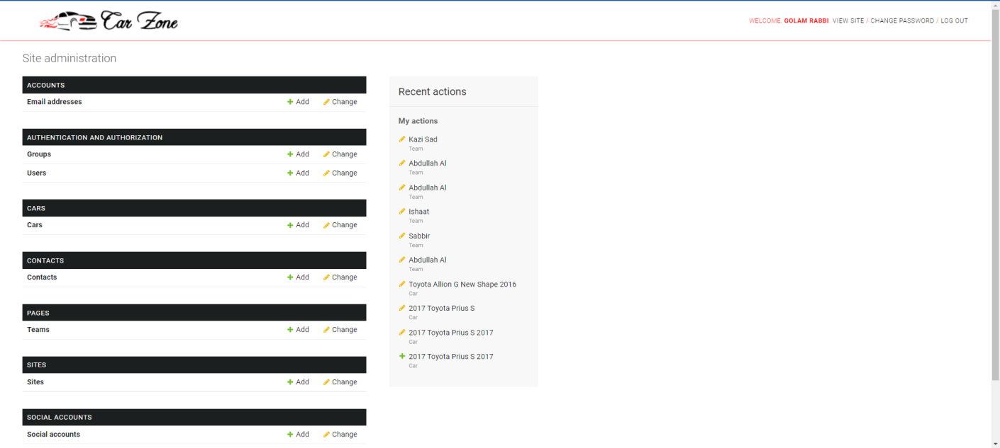 Car Zone
WELCOME, GOLAM RABBI VIEW SITE / CHANGE PASSWORD / LOG OUT
Site administration
ACCOUNTS
Email addresses Add Change
AUTHENTICATION AND AUTHORIZATION
Groups Add Change
Users Add Change
CARS
Cars Add Change
CONTACTS
Contacts Add Change
PAGES
Teams Add Change
SITES
Sites Add Change
SOCIAL ACCOUNTS
Social accounts Add Change
Recent actions
My actions
Kazi Sad
Team
Abdullah Al
Team
Abdullah Al
Team
Ishaat
Team
Sabbir
Team
Abdullah Al
Team
Toyota Allion G New Shape 2016
Car
2017 Toyota Prius S
Car
2017 Toyota Prius S 2017
Car
2017 Toyota Prius S 2017
Car